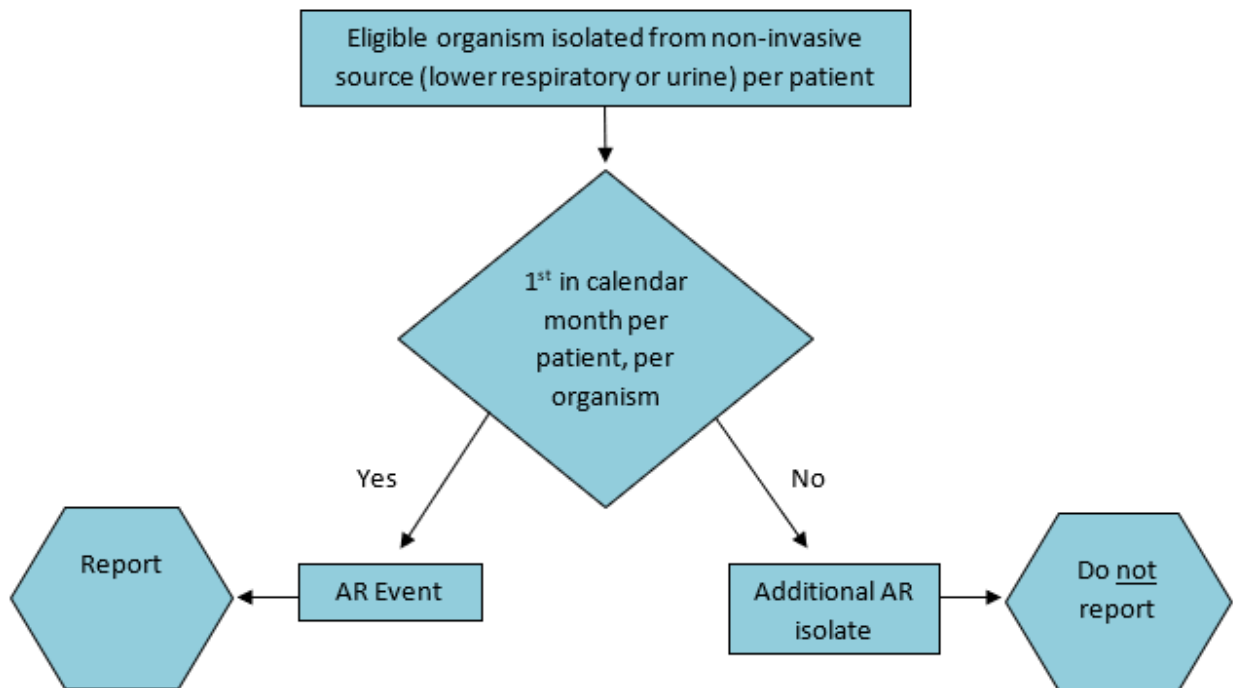 Eligible organism isolated from non-invasive
source (lower respiratory or urine) per patient
1st in calendar
month per
patient, per
organism
Yes
No
Report
AR Event
Additional AR
isolate
Do not
report